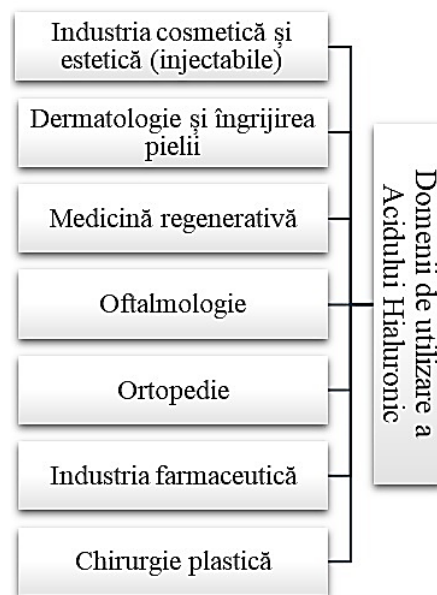 Industria cosmetică și
estetică (injectabile)
Dermatologie și îngrijirea
pielii
Medicină regenerativă
Oftalmologie
Ortopedie
Industria farmaceutică
Chirurgie plastică
Domenii de utilizare a
Acidului Hialuronic